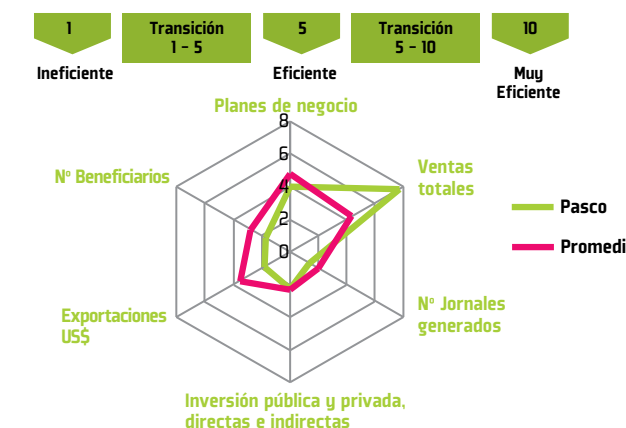 1
Transición
1 - 5
5
Transición
5 - 10
10
Ineficiente
Eficiente
Muy
Eficiente
Planes de negocio
8
6
4
2
0
Ventas
totales
Nº Jornales
generados
Inversión pública y privada,
directas e indirectas
Exportaciones
US$
Nº Beneficiarios
Pasco
Promedi